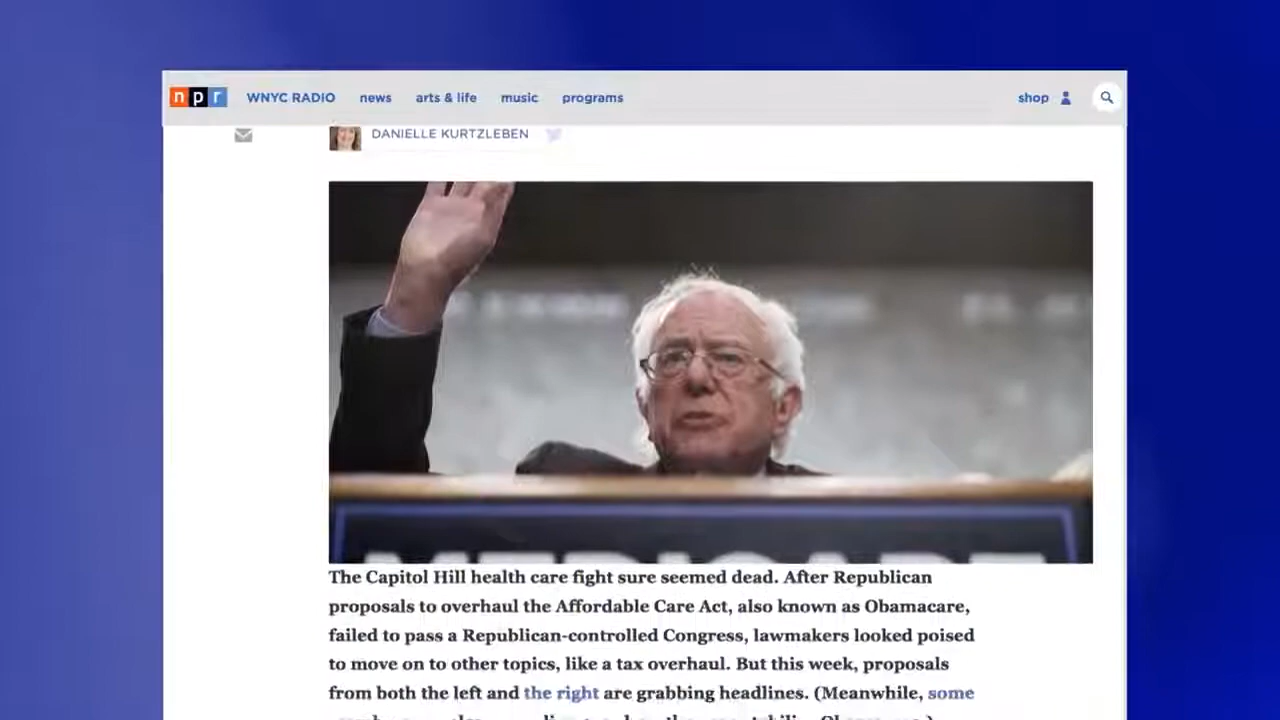 npr WNYC RADIO news arts & life music programs shop
DANIELLE KURTZLEBEN
The Capitol Hill health care fight sure seemed dead. After Republican
proposals to overhaul the Affordable Care Act, also known as Obamacare,
failed to pass a Republican-controlled Congress, lawmakers looked poised
to move on to other topics, like a tax overhaul. But this week, proposals
from both the left and the right are grabbing headlines. (Meanwhile, some